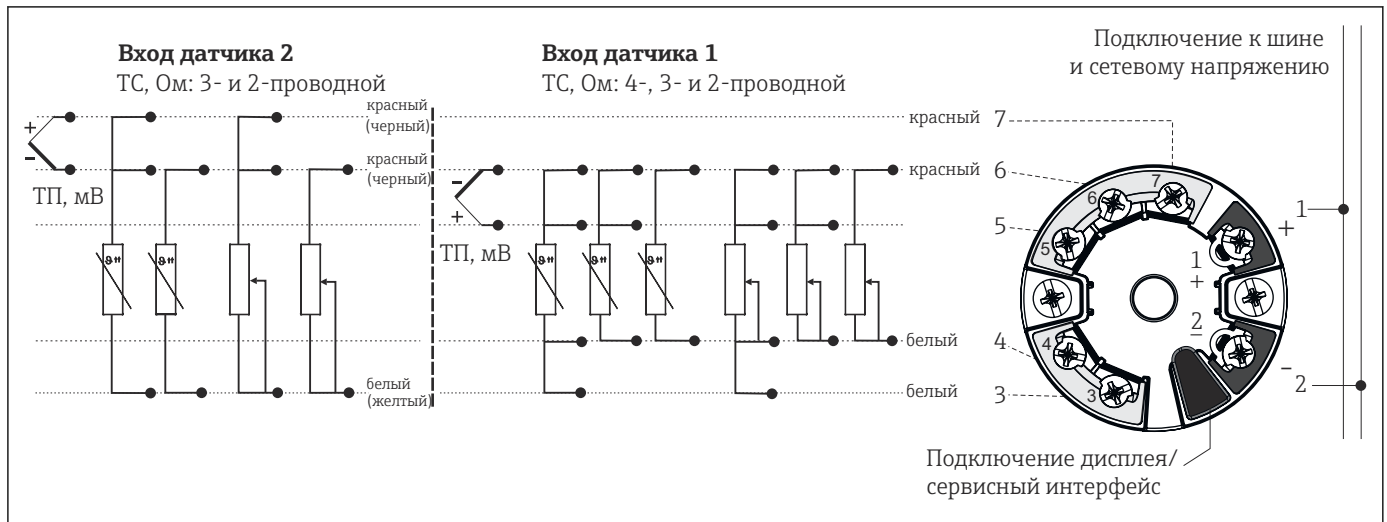 Вход датчика 2
ТС, Ом: 3- и 2-проводной
Вход датчика 1
ТС, Ом: 4-, 3- и 2-проводной
Подключение к шине
и сетевому напряжению
красный
(черный)
красный
(черный)
+
-
ТП, мВ
-
+
ТП, мВ
белый
(желтый)
красный 7
красный 6
5
белый 4
белый 3
7
6
5
4
3
1
+
2
-
1
+
-
2
Подключение дисплея/
сервисный интерфейс